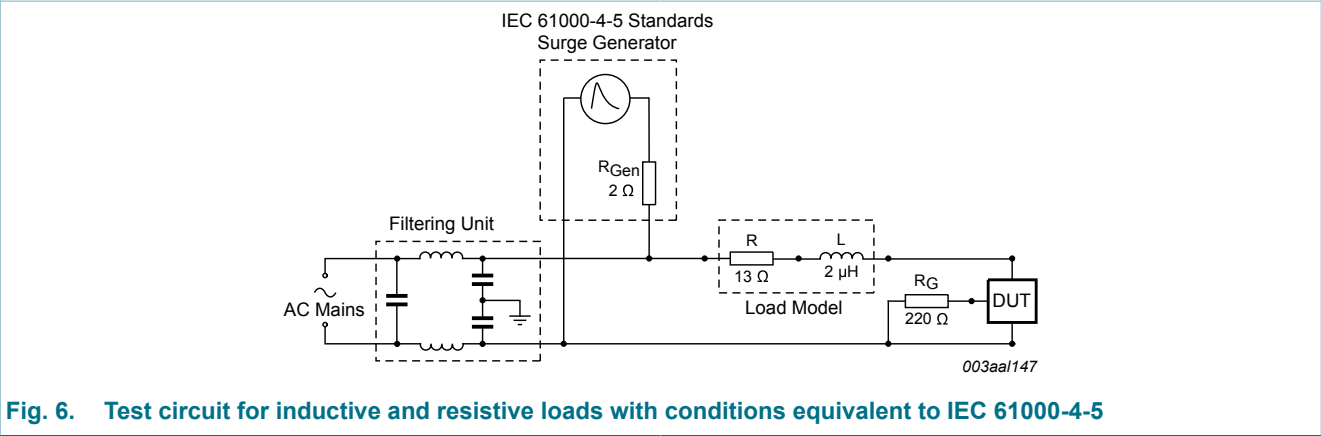 IEC 61000-4-5 Standards
Surge Generator
RGen
2 Ω
Filtering Unit
R
L
13 Ω
2 μH
Load Model
RG
220 Ω
DUT
AC Mains
003aal147
Fig. 6. Test circuit for inductive and resistive loads with conditions equivalent to IEC 61000-4-5